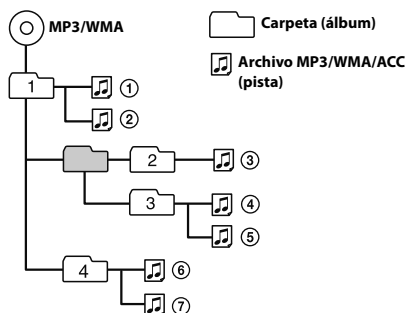 MP3/WMA
Carpeta (álbum)
Archivo MP3/WMA/ACC
(pista)
1
①
②
2
③
3
④
⑤
4
⑥
⑦